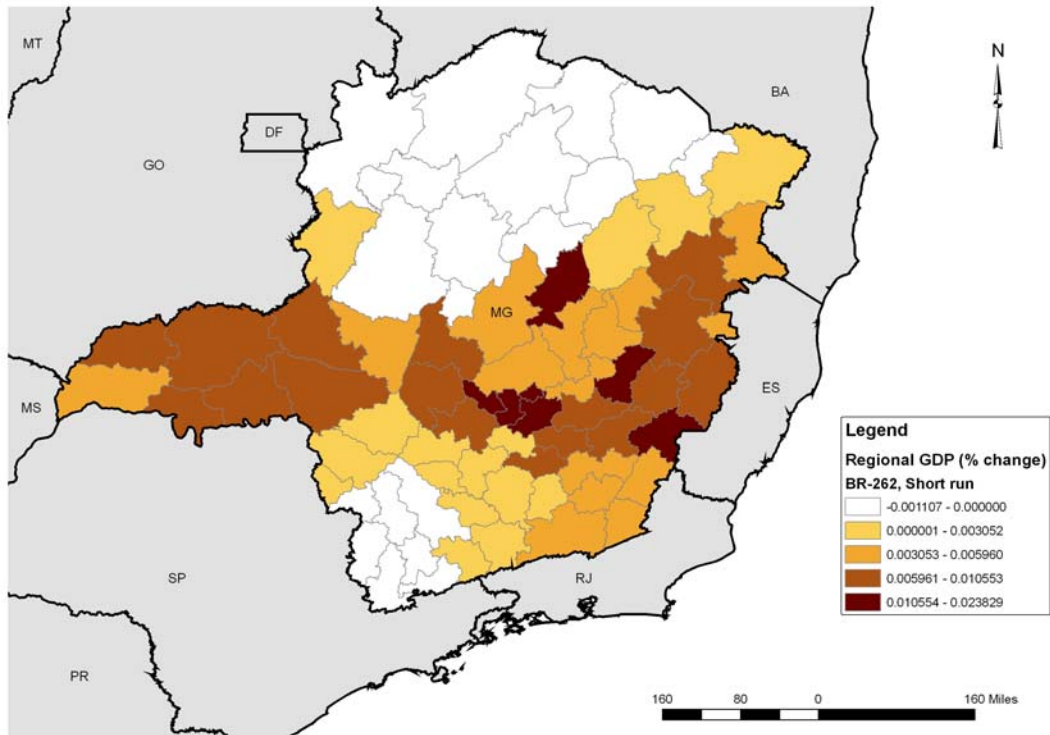 MT
N
BA
DF
GO
MG
MS
ES
Legend
Regional GDP (% change)
BR-262, Short run
-0.001107 - 0.000000
0.000001 - 0.003052
0.003053 - 0.005960
0.005961 - 0.010553
0.010554 - 0.023829
SP
RJ
PR
160 80 0 160 Miles